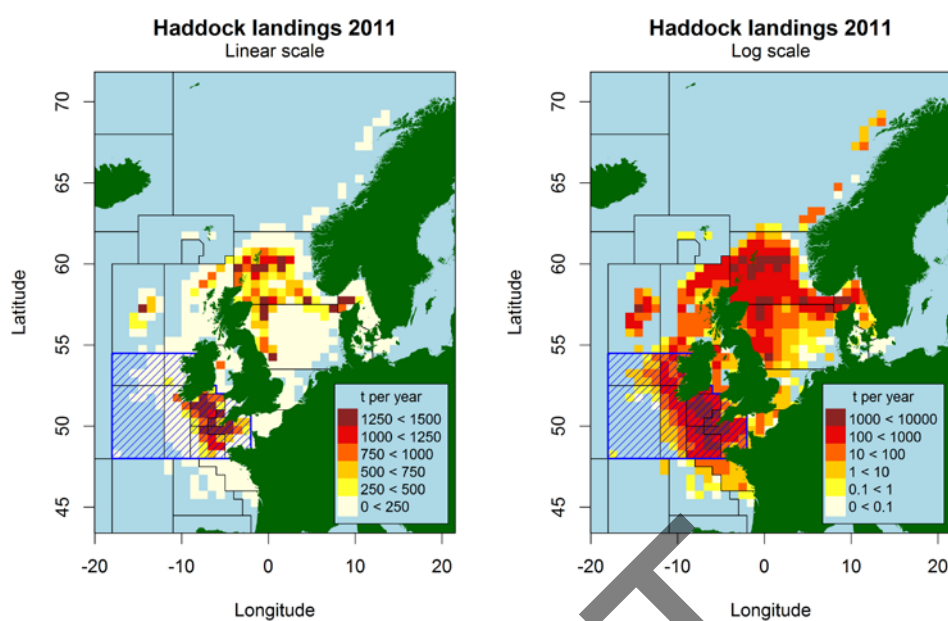 Haddock landings 2011
Linear scale
70
65
60
55
50
45
Latitude
-20
-10
0
10
20
Longitude
t per year
1250 < 1500
1000 < 1250
750 < 1000
500 < 750
250 < 500
0 < 250
Haddock landings 2011
Log scale
70
65
60
55
50
45
Latitude
-20
-10
0
10
20
Longitude
t per year
1000 < 10000
100 < 1000
10 < 100
1 < 10
0.1 < 1
0 < 0.1
T